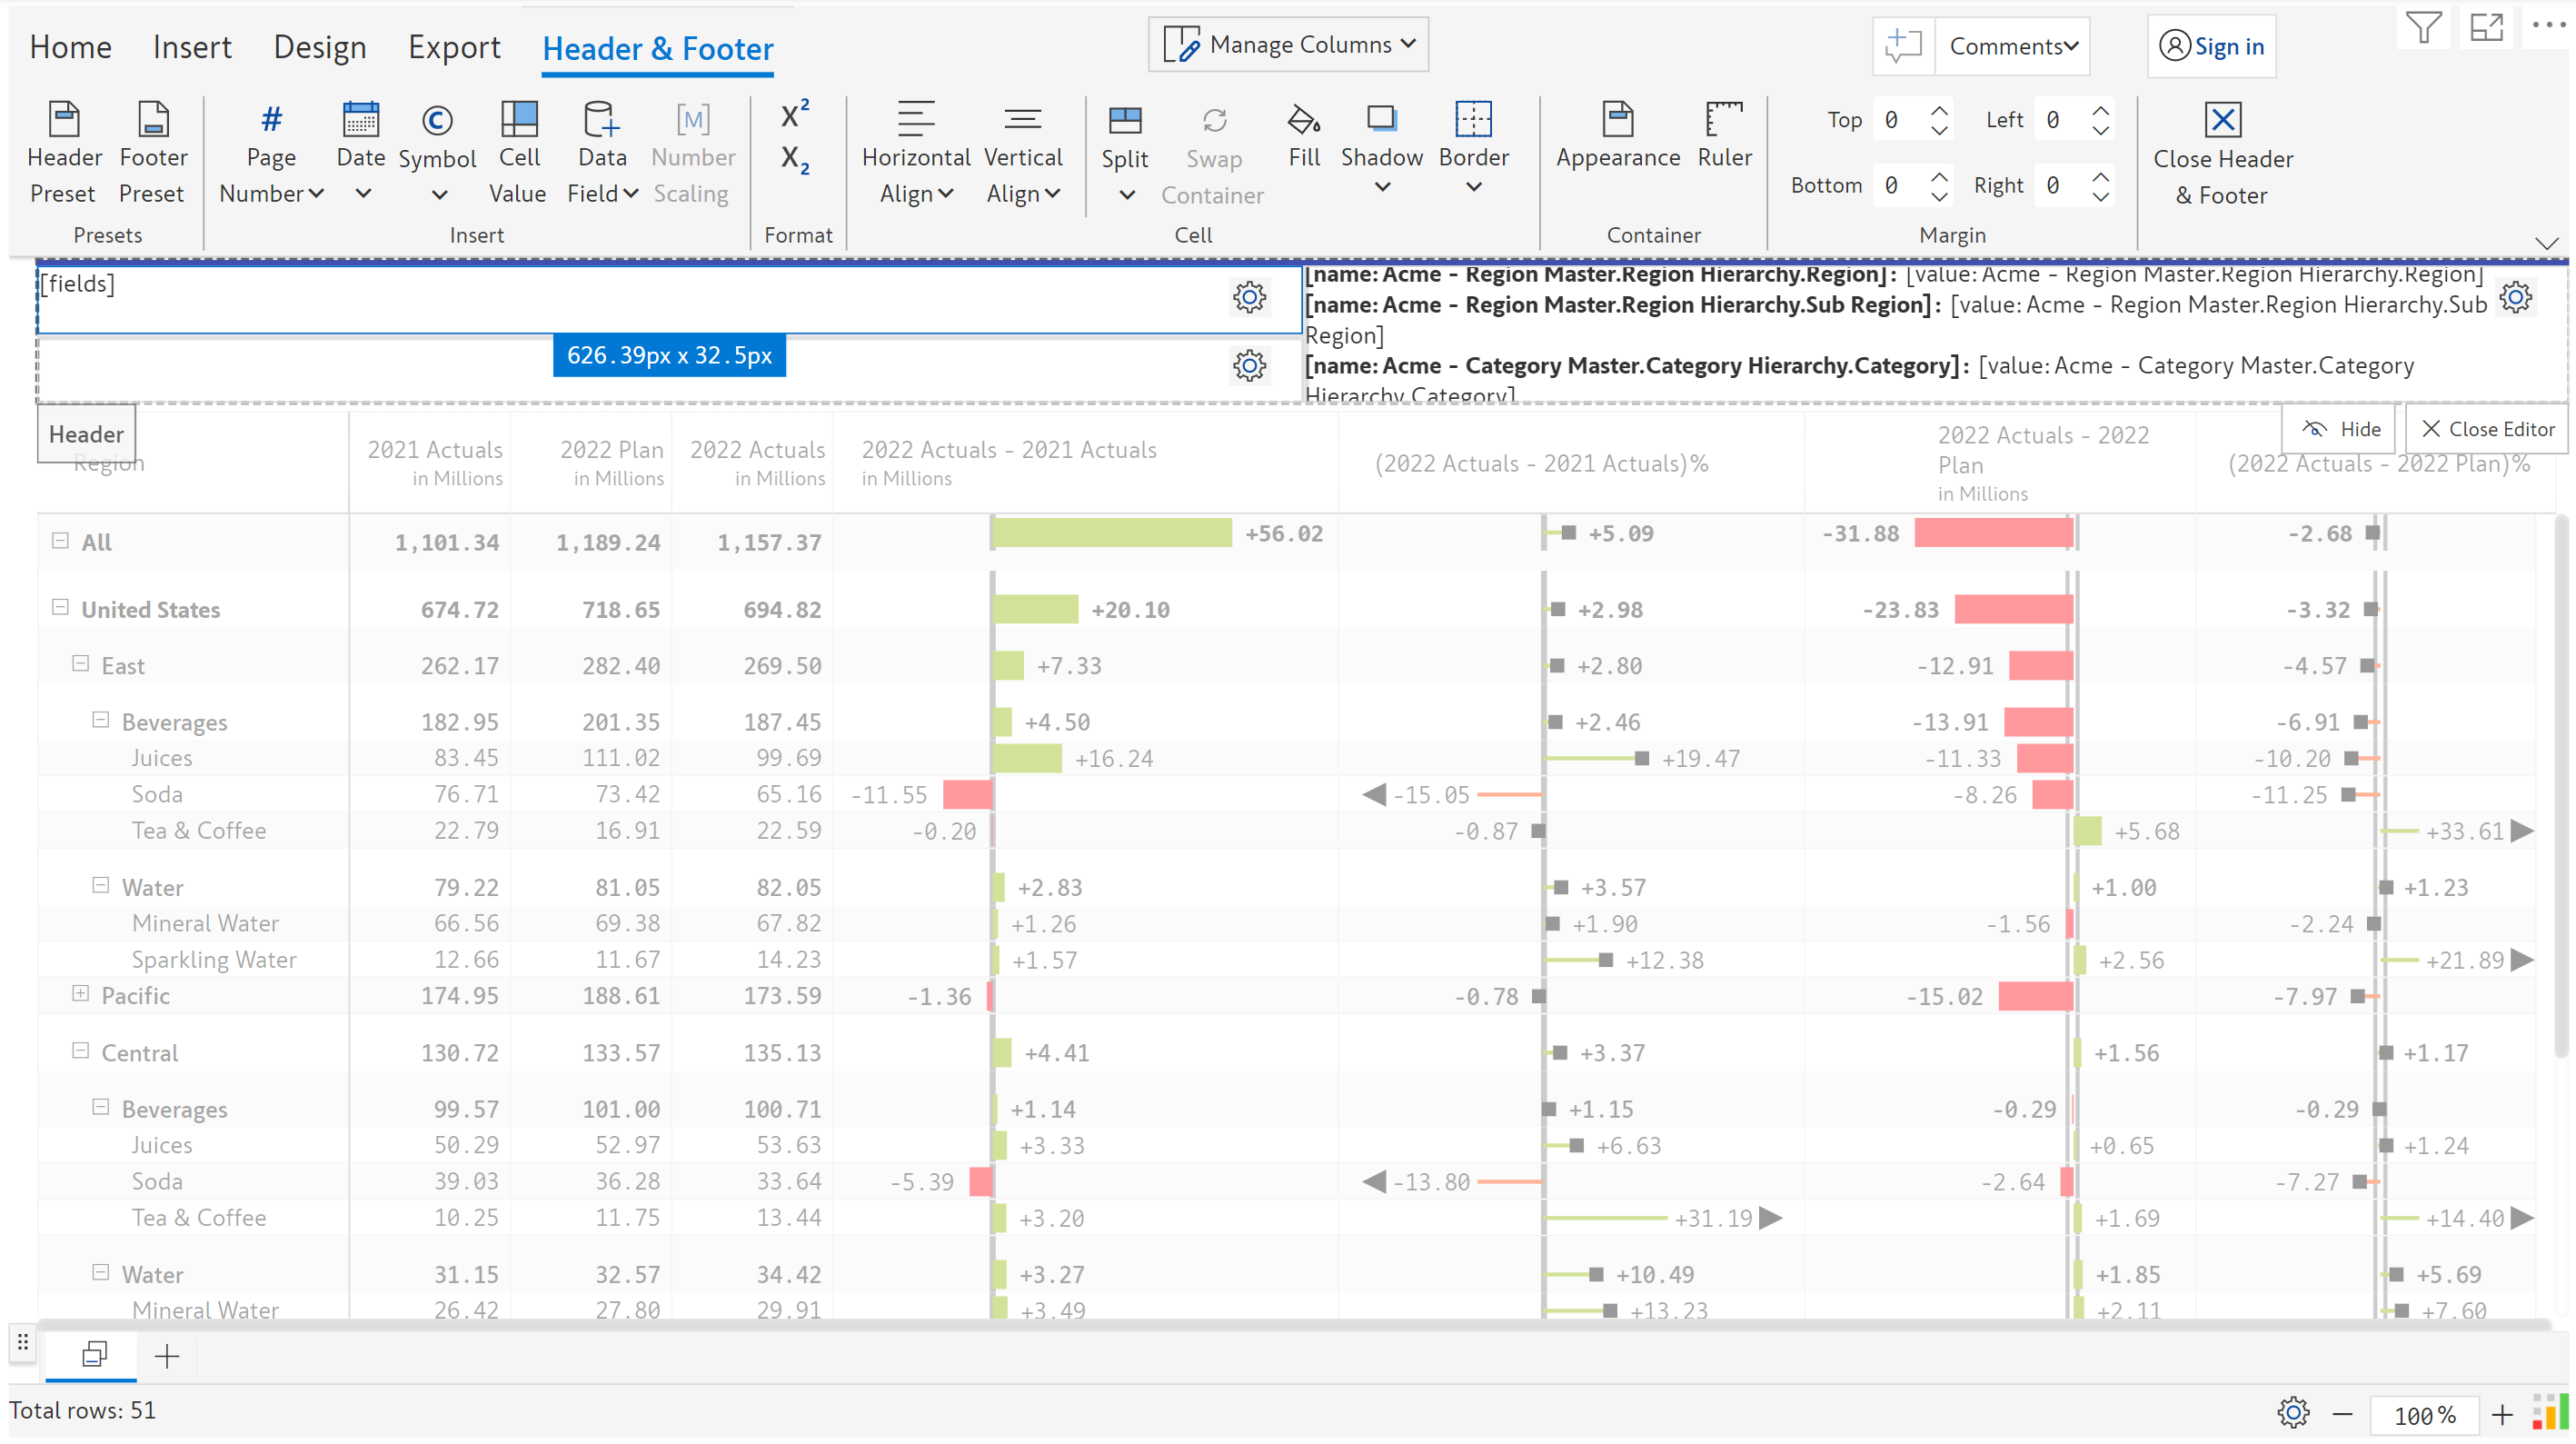 Home Insert Design Export Header & Footer Manage Columns Comments Sign in
Header Preset Footer Preset Presets
# Page Number Date Symbol Cell Value Data Field [M] Number Scaling Insert
X² X₂ Format
Horizontal Align Vertical Align Split Swap Container Fill Shadow Border Cell
Appearance Ruler Container
Top 0 Left 0
Bottom 0 Right 0
Margin
Close Header & Footer
[fields]
626.39px x 32.5px
[name: Acme - Region Master.Region Hierarchy.Region]: [value: Acme - Region Master.Region Hierarchy.Region]
[name: Acme - Region Master.Region Hierarchy.Sub Region]: [value: Acme - Region Master.Region Hierarchy.Sub
Region]
[name: Acme - Category Master.Category Hierarchy.Category]: [value: Acme - Category Master.Category
Hierarchy.Category]
Header
Hide Close Editor
Region
2021 Actuals in Millions
2022 Plan in Millions
2022 Actuals in Millions
2022 Actuals - 2021 Actuals in Millions
(2022 Actuals - 2021 Actuals)%
2022 Actuals - 2022 Plan in Millions
(2022 Actuals - 2022 Plan)%
All 1,101.34 1,189.24 1,157.37 +56.02 +5.09 -31.88 -2.68
United States 674.72 718.65 694.82 +20.10 +2.98 -23.83 -3.32
East 262.17 282.40 269.50 +7.33 +2.80 -12.91 -4.57
Beverages 182.95 201.35 187.45 +4.50 +2.46 -13.91 -6.91
Juices 83.45 111.02 99.69 +16.24 +19.47 -11.33 -10.20
Soda 76.71 73.42 65.16 -11.55 -15.05 -8.26 -11.25
Tea & Coffee 22.79 16.91 22.59 -0.20 -0.87 +5.68 +33.61
Water 79.22 81.05 82.05 +2.83 +3.57 +1.00 +1.23
Mineral Water 66.56 69.38 67.82 +1.26 +1.90 -1.56 -2.24
Sparkling Water 12.66 11.67 14.23 +1.57 +12.38 +2.56 +21.89
Pacific 174.95 188.61 173.59 -1.36 -0.78 -15.02 -7.97
Central 130.72 133.57 135.13 +4.41 +3.37 +1.56 +1.17
Beverages 99.57 101.00 100.71 +1.14 +1.15 -0.29 -0.29
Juices 50.29 52.97 53.63 +3.33 +6.63 +0.65 +1.24
Soda 39.03 36.28 33.64 -5.39 -13.80 -2.64 -7.27
Tea & Coffee 10.25 11.75 13.44 +3.20 +31.19 +1.69 +14.40
Water 31.15 32.57 34.42 +3.27 +10.49 +1.85 +5.69
Mineral Water 26.42 27.80 29.91 +3.49 +13.23 +2.11 +7.60
Total rows: 51
100%